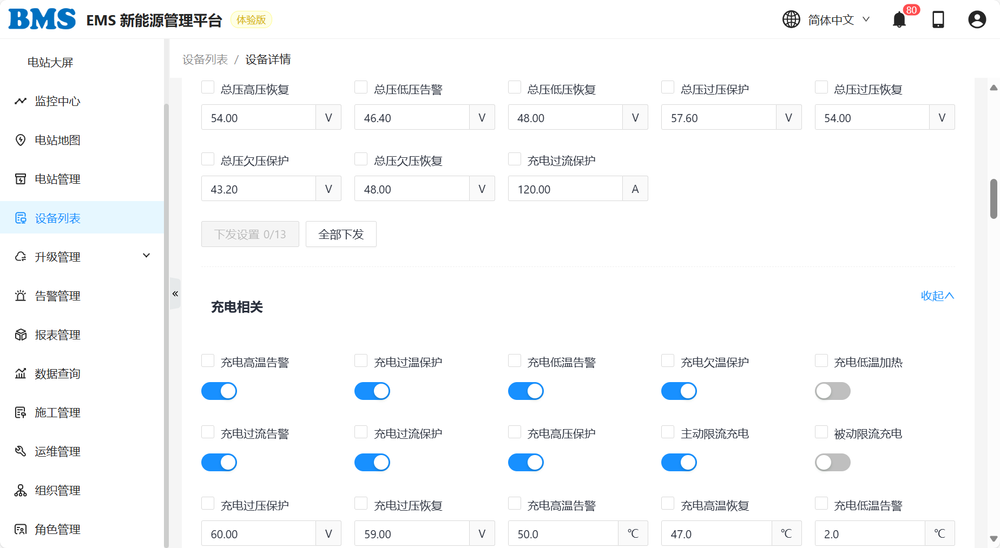 BMS EMS 新能源管理平台 体验版 简体中文 80
电站大屏
监控中心
电站地图
电站管理
设备列表
升级管理
告警管理
报表管理
数据查询
施工管理
运维管理
组织管理
角色管理
设备列表 / 设备详情
总压高压恢复 总压低压告警 总压低压恢复 总压过压保护 总压过压恢复
54.00 V 46.40 V 48.00 V 57.60 V 54.00 V
总压欠压保护 总压欠压恢复 充电过流保护
43.20 V 48.00 V 120.00 A
下发设置 0/13 全部下发
«
收起
充电相关
充电高温告警 充电过温保护 充电低温告警 充电欠温保护 充电低温加热
充电过流告警 充电过流保护 充电高压保护 主动限流充电 被动限流充电
充电过压保护 充电过压恢复 充电高温告警 充电高温恢复 充电低温告警
60.00 V 59.00 V 50.0 ℃ 47.0 ℃ 2.0 ℃